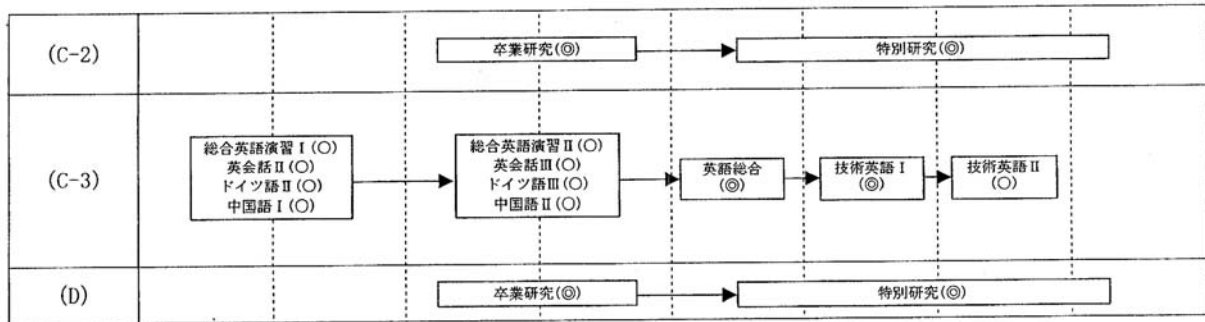 (C-2)
卒業研究(◎)
特別研究(◎)
(C-3)
総合英語演習Ⅰ(○)
英会話Ⅱ(○)
ドイツ語Ⅱ(○)
中国語Ⅰ(○)
総合英語演習Ⅱ(○)
英会話Ⅲ(○)
ドイツ語Ⅲ(○)
中国語Ⅱ(○)
英語総合
(◎)
技術英語Ⅰ
(◎)
技術英語Ⅱ
(○)
(D)
卒業研究(◎)
特別研究(◎)